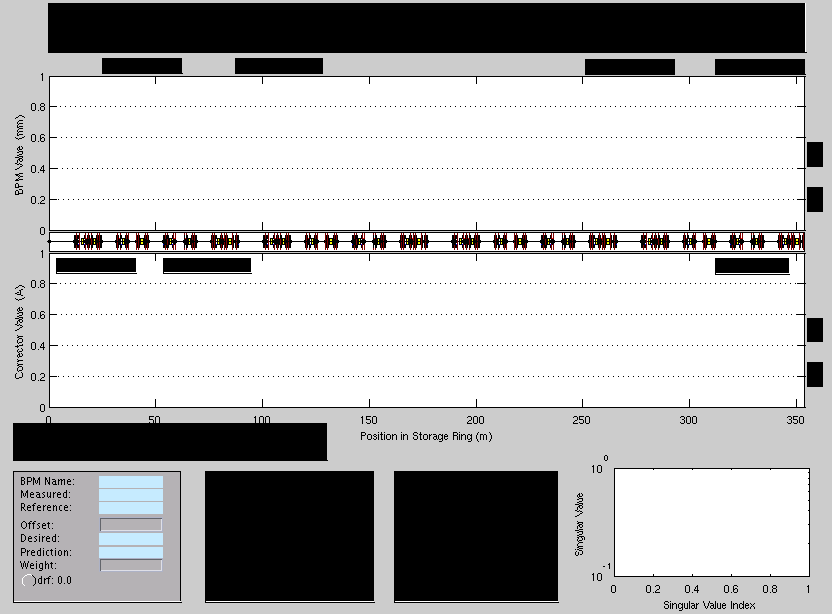 1
0.8
0.6
0.4
0.2
0
BPM Value (mm)
1
0.8
0.6
0.4
0.2
0
Corrector Value (A)
0 50 100 150 200 250 300 350
Position in Storage Ring (m)
BPM Name:
Measured:
Reference:
Offset:
Desired:
Prediction:
Weight:
drf: 0.0
10 0
10 -1
Singular Value
0 0.2 0.4 0.6 0.8 1
Singular Value Index